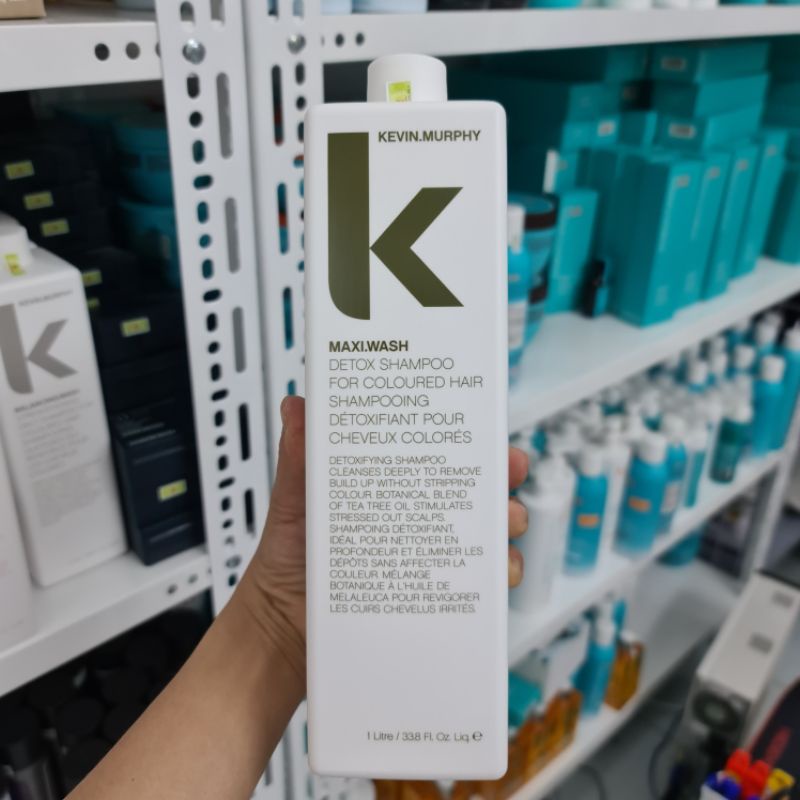 KEVIN.MURPHY
k
MAXI.WASH
DETOX SHAMPOO
FOR COLOURED HAIR
SHAMPOOING
DÉTOXIFIANT POUR
CHEVEUX COLORÉS
DETOXIFYING SHAMPOO
CLEANSES DEEPLY TO REMOVE
BUILD UP WITHOUT STRIPPING
COLOUR. BOTANICAL BLEND
OF TEA TREE OIL STIMULATES
STRESSED OUT SCALPS.
SHAMPOING DÉTOXIFIANT,
IDÉAL POUR NETTOYER EN
PROFONDEUR ET ÉLIMINER LES
DÉPÔTS SANS AFFECTER LA
COULEUR. MÉLANGE
BOTANIQUE À L'HUILE DE
MELALEUCA POUR REVIGORER
LES CUIRS CHEVELUS IRRITÉS.
1 Litre / 33.8 Fl. Oz. Liq. ℮
KEVIN.MURPHY
k